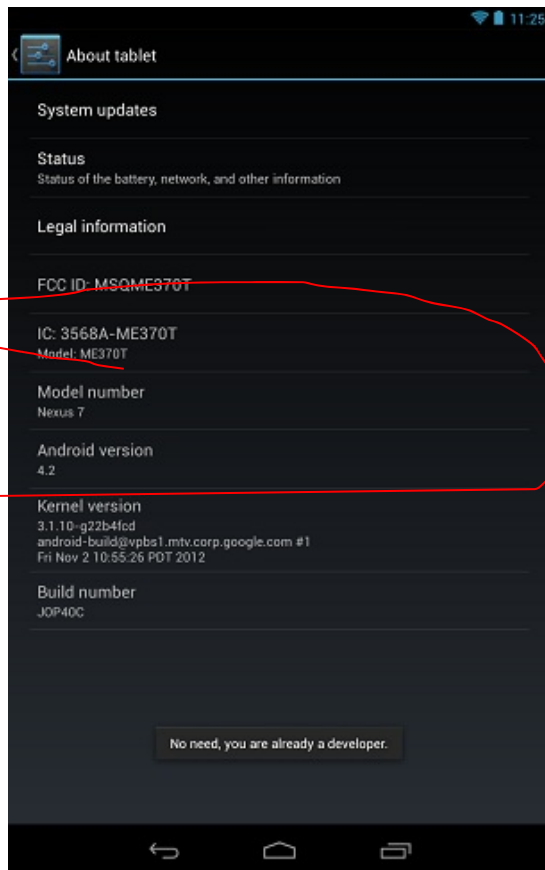 11:25
About tablet
System updates
Status
Status of the battery, network, and other information
Legal information
FCC ID: MSQME370T
IC: 3568A-ME370T
Model: ME370T
Model number
Nexus 7
Android version
4.2
Kernel version
3.1.10-g22b4fcd
android-build@vpbs1.mtv.corp.google.com #1
Fri Nov 2 10:55:26 PDT 2012
Build number
JOP40C
No need, you are already a developer.